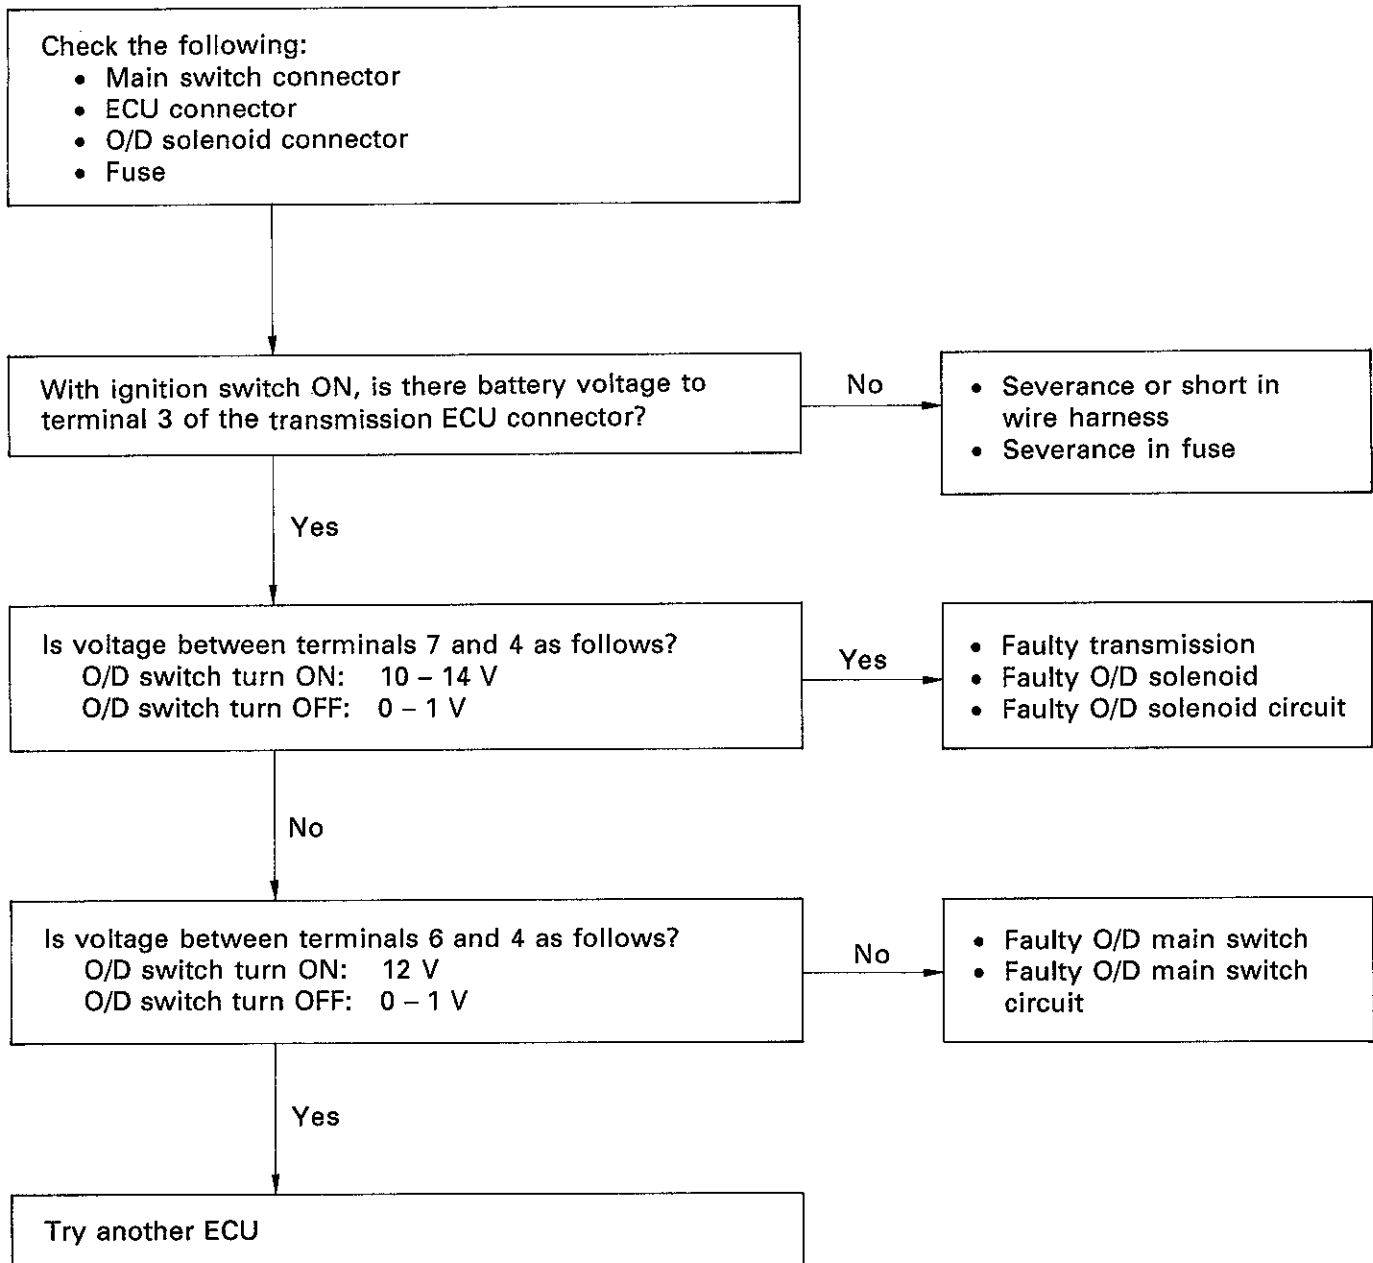 Check the following:
• Main switch connector
• ECU connector
• O/D solenoid connector
• Fuse
With ignition switch ON, is there battery voltage to
terminal 3 of the transmission ECU connector?
No
• Severance or short in
wire harness
• Severance in fuse
Yes
Is voltage between terminals 7 and 4 as follows?
O/D switch turn ON: 10 – 14 V
O/D switch turn OFF: 0 – 1 V
Yes
• Faulty transmission
• Faulty O/D solenoid
• Faulty O/D solenoid circuit
No
Is voltage between terminals 6 and 4 as follows?
O/D switch turn ON: 12 V
O/D switch turn OFF: 0 – 1 V
No
• Faulty O/D main switch
• Faulty O/D main switch
circuit
Yes
Try another ECU